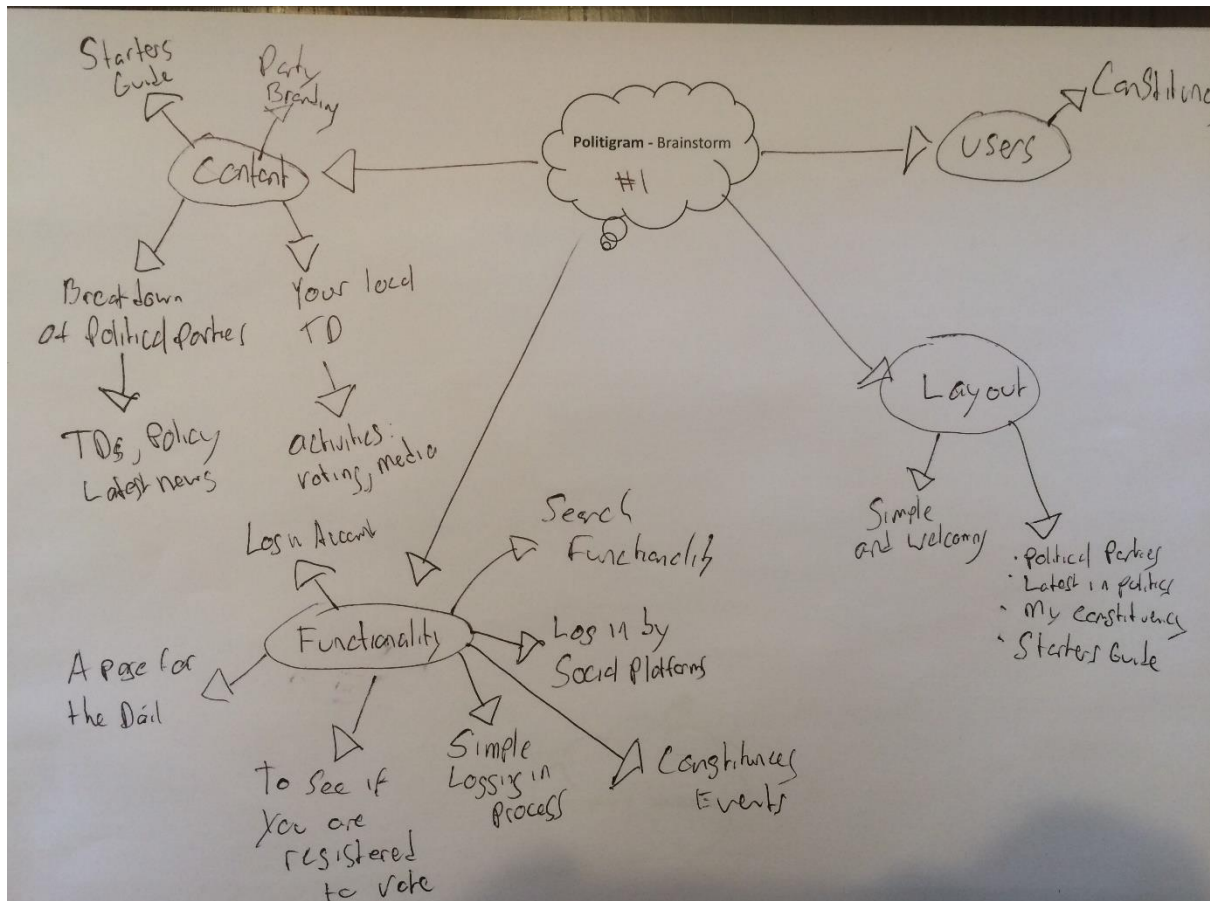 Politigram - Brainstorm
#1
Content
Starters
Guide
Party
Branding
Breakdown
of Political Parties
TDs, Policy
Latest news
Your local
TD
activities:
voting, media
Users
Layout
Simple
and welcoming
· Political Parties
· Latest in politics
· My constituency
· Starters Guide
Functionality
Login Account
Search
Functionality
Log in by
Social Platforms
A page for
the Dáil
To see if
you are
registered
to vote
Simple
Logging in
process
Events